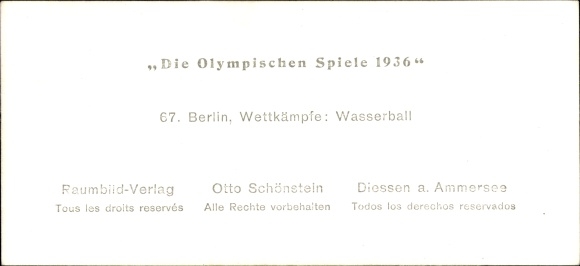 „Die Olympischen Spiele 1936“
67. Berlin, Wettkämpfe: Wasserball
Raumbild-Verlag Otto Schönstein Diessen a. Ammersee
Tous les droits reservés Alle Rechte vorbehalten Todos los derechos reservados